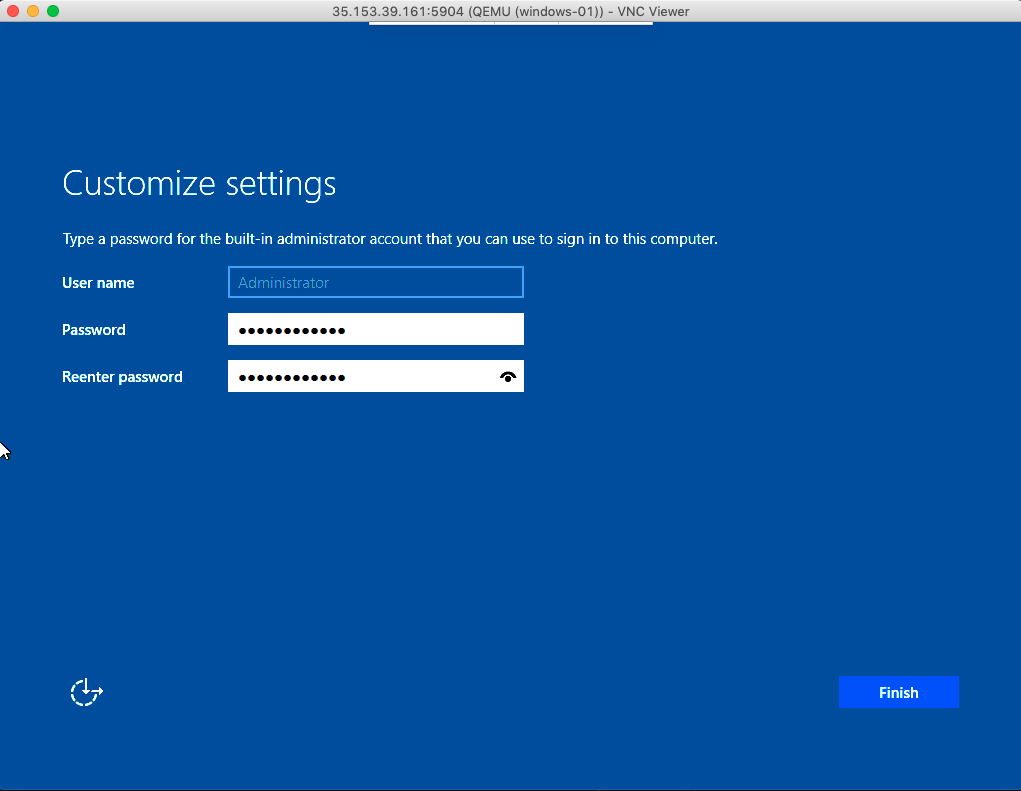 35.153.39.161:5904 (QEMU (windows-01)) - VNC Viewer
Customize settings
Type a password for the built-in administrator account that you can use to sign in to this computer.
User name Administrator
Password ●●●●●●●●●●●●
Reenter password ●●●●●●●●●●●●
Finish